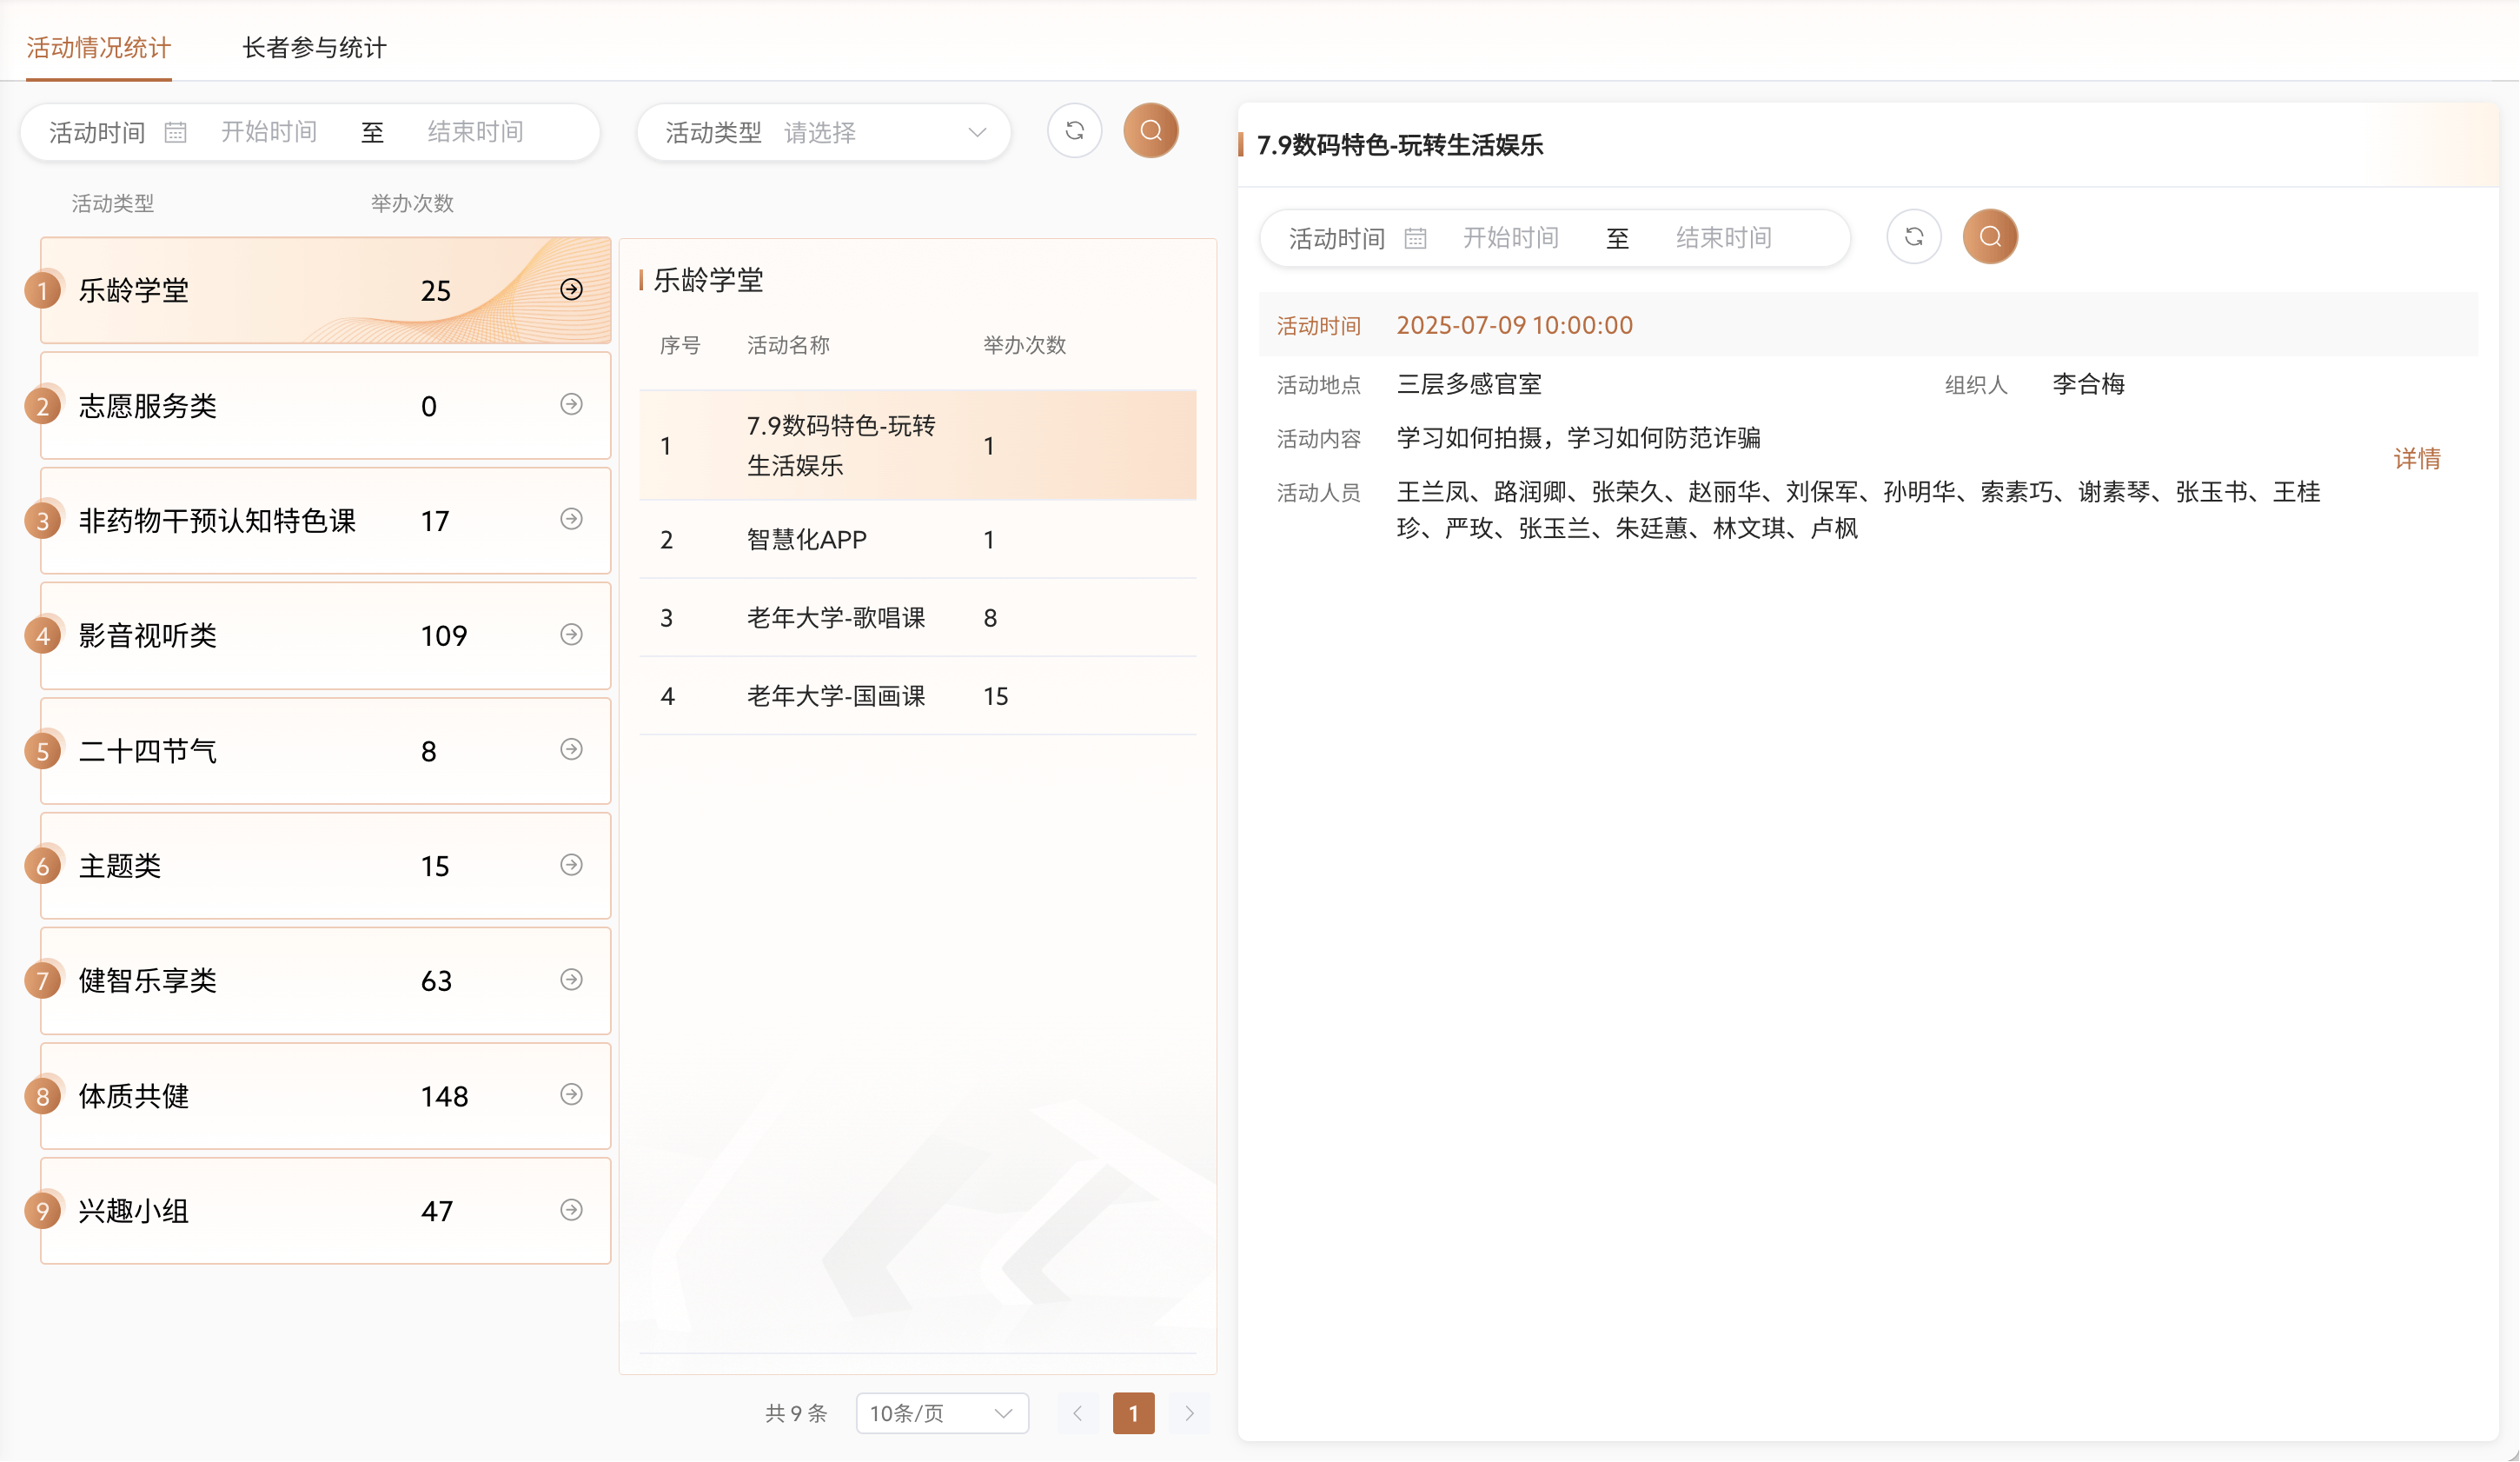 活动情况统计 长者参与统计
活动时间 开始时间 至 结束时间 活动类型 请选择
活动类型 举办次数
1 乐龄学堂 25
2 志愿服务类 0
3 非药物干预认知特色课 17
4 影音视听类 109
5 二十四节气 8
6 主题类 15
7 健智乐享类 63
8 体质共健 148
9 兴趣小组 47
乐龄学堂
序号 活动名称 举办次数
1 7.9数码特色-玩转 1
生活娱乐
2 智慧化APP 1
3 老年大学-歌唱课 8
4 老年大学-国画课 15
共 9 条 10条/页 1
7.9数码特色-玩转生活娱乐
活动时间 开始时间 至 结束时间
活动时间 2025-07-09 10:00:00
活动地点 三层多感官室 组织人 李合梅
活动内容 学习如何拍摄，学习如何防范诈骗
详情
活动人员 王兰凤、路润卿、张荣久、赵丽华、刘保军、孙明华、索素巧、谢素琴、张玉书、王桂
珍、严玫、张玉兰、朱廷蕙、林文琪、卢枫